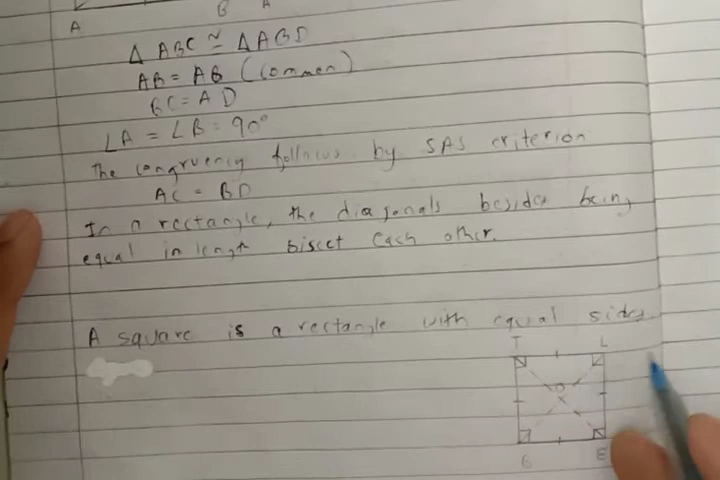 A B A
Δ ABC ≅ ΔABD
AB = AB (Common)
BC = AD
∠A = ∠B = 90°
The congruency follows by SAS criterion
AC = BD
In a rectangle, the diagonals besides being
equal in length bisect each other.
A square is a rectangle with equal sides
T L
O
E